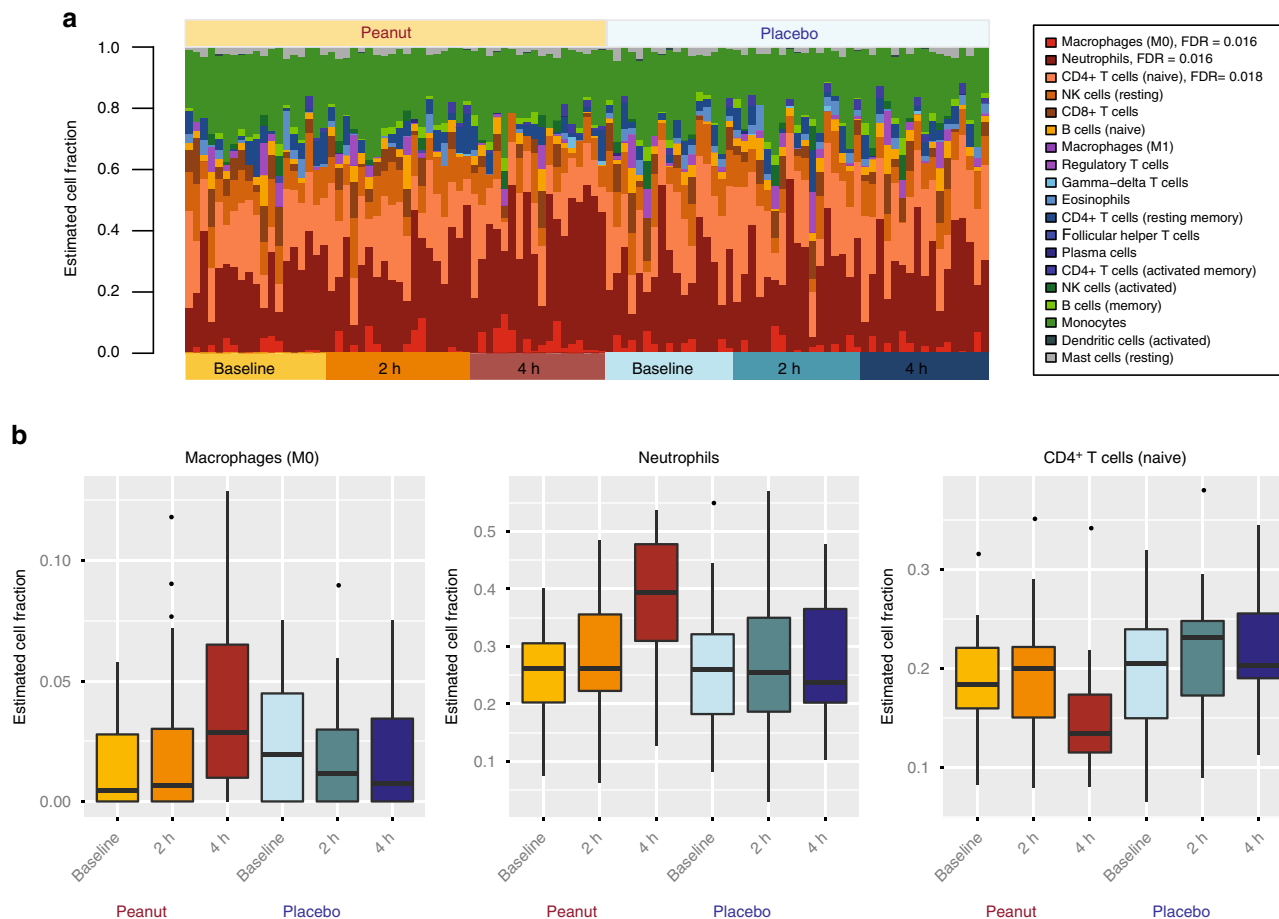 a
Peanut
Placebo
Estimated cell fraction
1.0
0.8
0.6
0.4
0.2
0.0
Baseline
2 h
4 h
Baseline
2 h
4 h
Macrophages (M0), FDR = 0.016
Neutrophils, FDR = 0.016
CD4+ T cells (naive), FDR= 0.018
NK cells (resting)
CD8+ T cells
B cells (naive)
Macrophages (M1)
Regulatory T cells
Gamma−delta T cells
Eosinophils
CD4+ T cells (resting memory)
Follicular helper T cells
Plasma cells
CD4+ T cells (activated memory)
NK cells (activated)
B cells (memory)
Monocytes
Dendritic cells (activated)
Mast cells (resting)
b
Macrophages (M0)
Estimated cell fraction
0.10
0.05
0.00
Baseline
2 h
4 h
Baseline
2 h
4 h
Peanut
Placebo
Neutrophils
Estimated cell fraction
0.5
0.4
0.3
0.2
0.1
Baseline
2 h
4 h
Baseline
2 h
4 h
Peanut
Placebo
CD4⁺ T cells (naive)
Estimated cell fraction
0.3
0.2
0.1
Baseline
2 h
4 h
Baseline
2 h
4 h
Peanut
Placebo